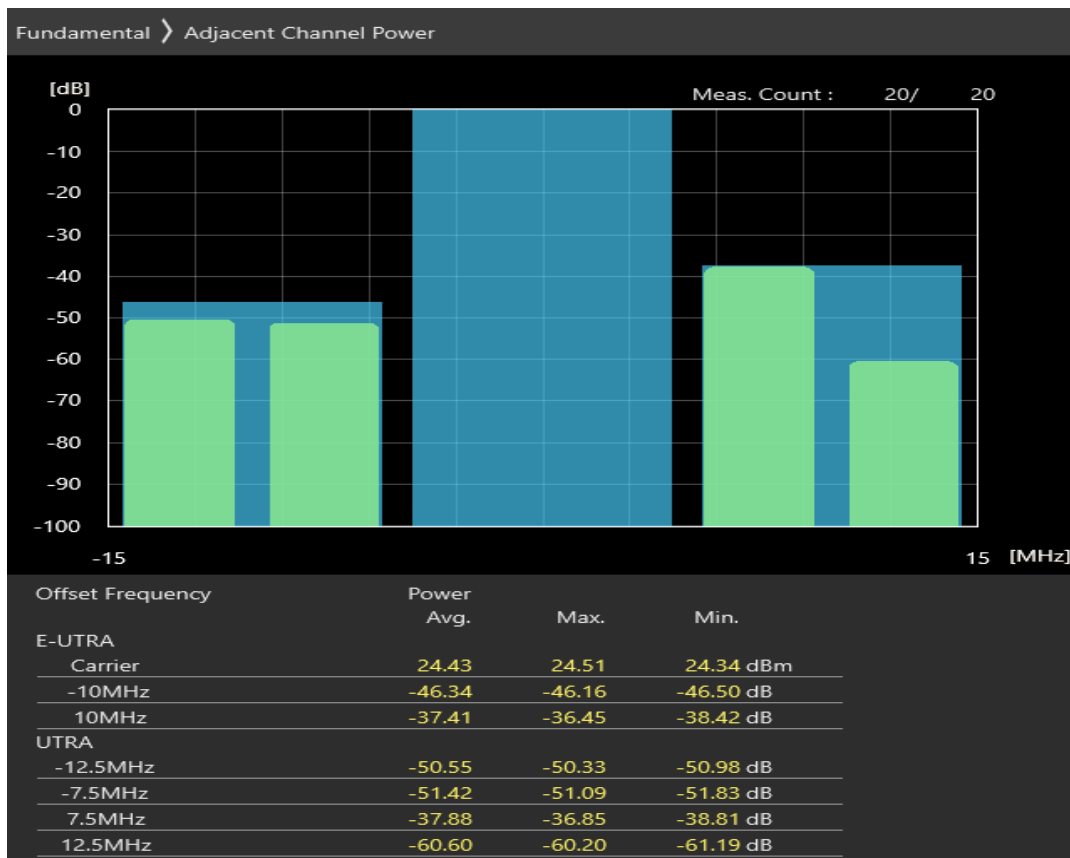 Fundamental 〉 Adjacent Channel Power
[dB]
Meas. Count : 20/ 20
0
-10
-20
-30
-40
-50
-60
-70
-80
-90
-100
-15 15 [MHz]
Offset Frequency Power
Avg. Max. Min.
E-UTRA
Carrier 24.43 24.51 24.34 dBm
-10MHz -46.34 -46.16 -46.50 dB
10MHz -37.41 -36.45 -38.42 dB
UTRA
-12.5MHz -50.55 -50.33 -50.98 dB
-7.5MHz -51.42 -51.09 -51.83 dB
7.5MHz -37.88 -36.85 -38.81 dB
12.5MHz -60.60 -60.20 -61.19 dB